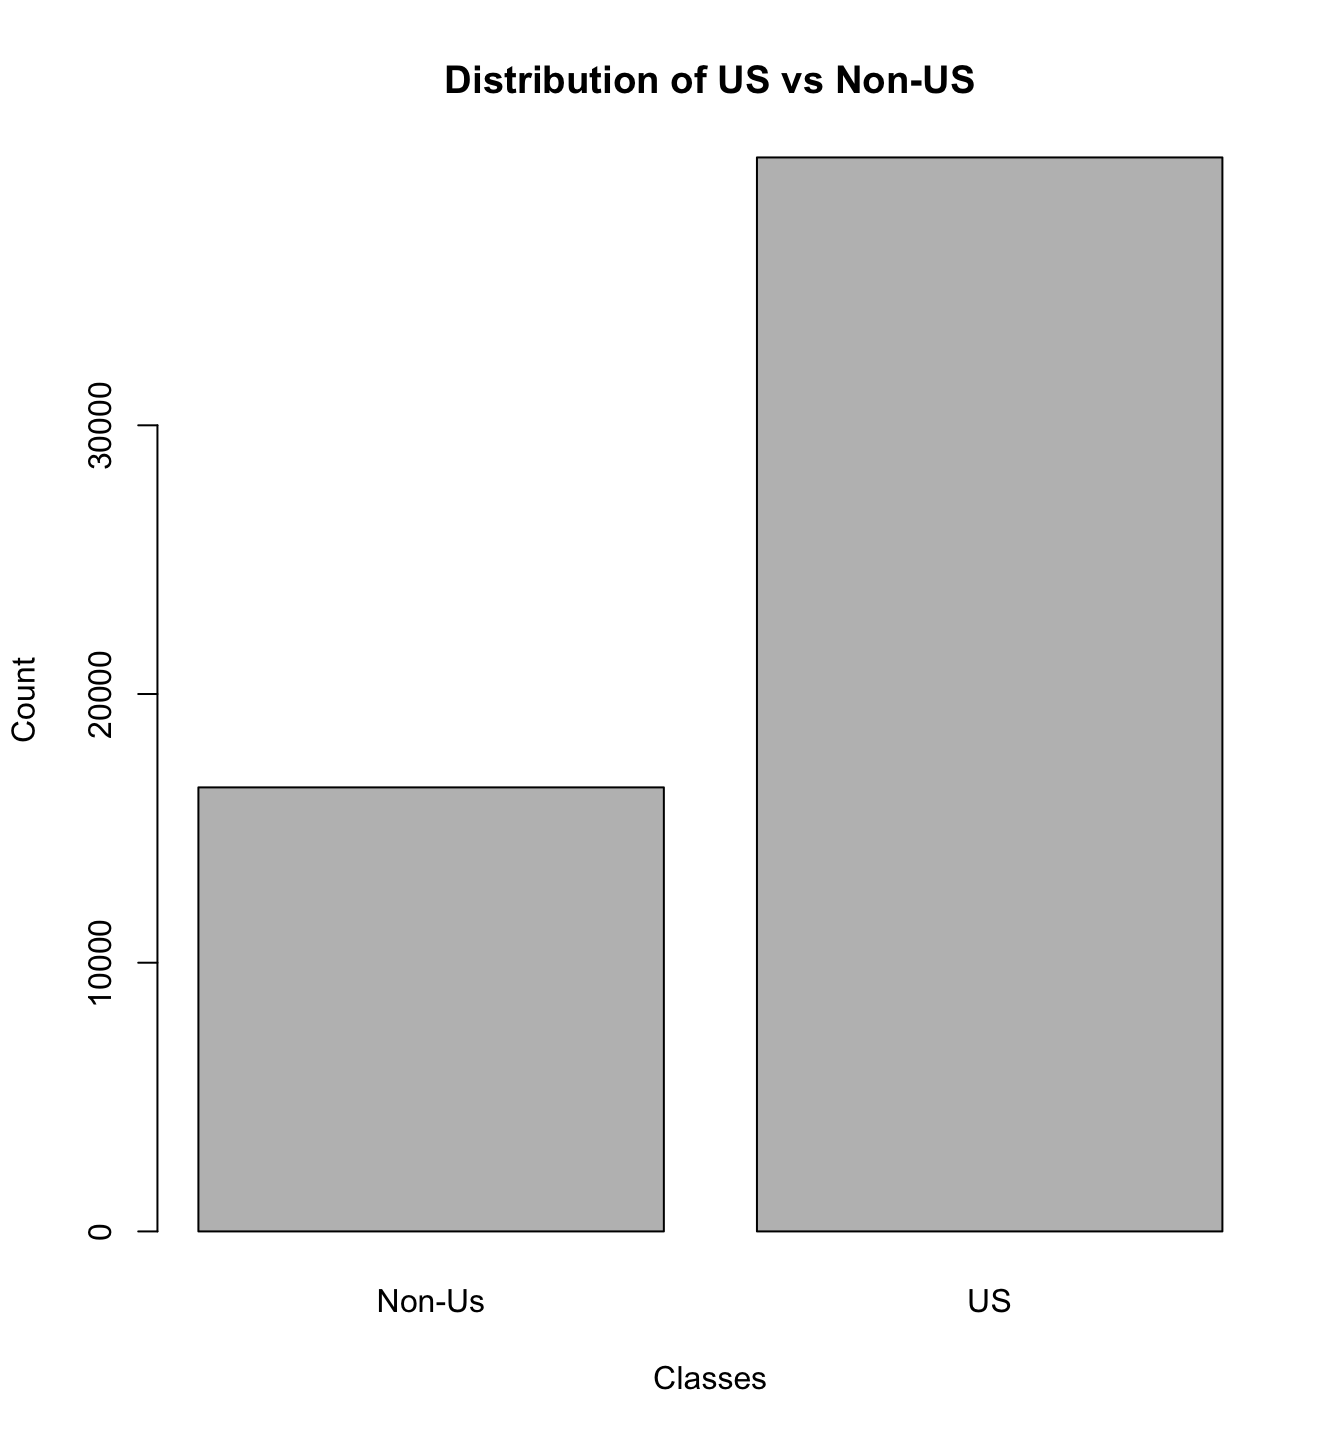 Distribution of US vs Non-US
30000
20000
10000
0
Count
Non-Us
US
Classes